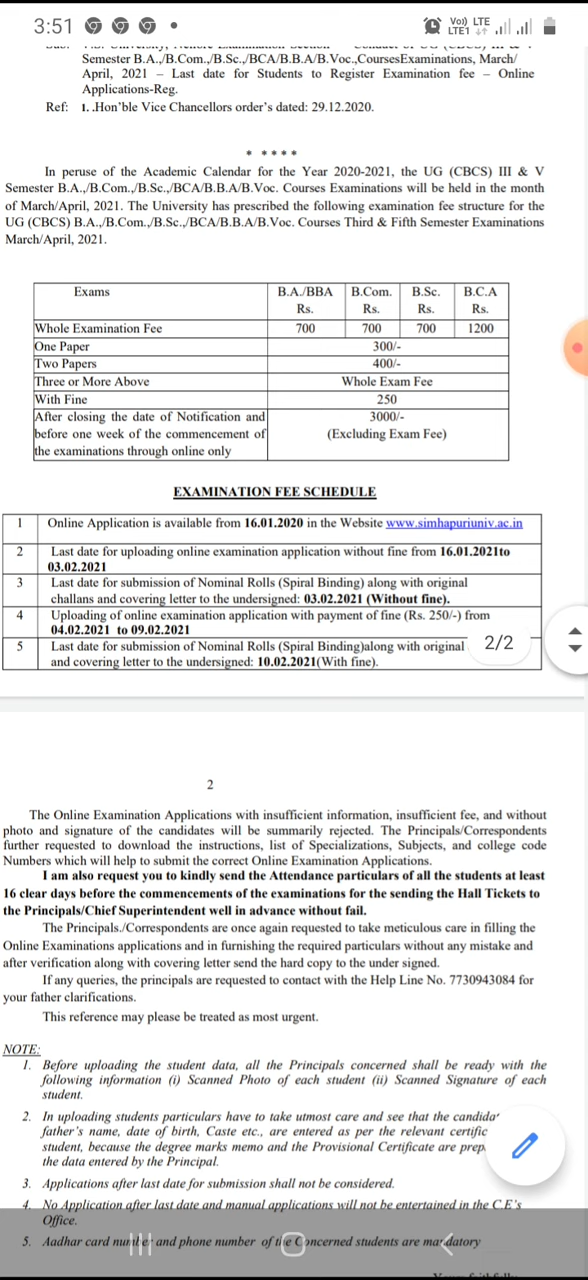 3:51
Vo)) LTE
LTE1
Semester B.A.,/B.Com.,/B.Sc.,/BCA/B.B.A/B.Voc.,CoursesExaminations, March/
April, 2021 – Last date for Students to Register Examination fee – Online
Applications-Reg.
Ref: 1. .Hon'ble Vice Chancellors order's dated: 29.12.2020.
* ****
In peruse of the Academic Calendar for the Year 2020-2021, the UG (CBCS) III & V
Semester B.A.,/B.Com.,/B.Sc.,/BCA/B.B.A/B.Voc. Courses Examinations will be held in the month
of March/April, 2021. The University has prescribed the following examination fee structure for the
UG (CBCS) B.A.,/B.Com.,/B.Sc.,/BCA/B.B.A/B.Voc. Courses Third & Fifth Semester Examinations
March/April, 2021.
Exams B.A./BBA B.Com. B.Sc. B.C.A
Rs. Rs. Rs. Rs.
Whole Examination Fee 700 700 700 1200
One Paper 300/-
Two Papers 400/-
Three or More Above Whole Exam Fee
With Fine 250
After closing the date of Notification and 3000/-
before one week of the commencement of (Excluding Exam Fee)
the examinations through online only
EXAMINATION FEE SCHEDULE
1 Online Application is available from 16.01.2020 in the Website www.simhapuriuniv.ac.in
2 Last date for uploading online examination application without fine from 16.01.2021to
03.02.2021
3 Last date for submission of Nominal Rolls (Spiral Binding) along with original
challans and covering letter to the undersigned: 03.02.2021 (Without fine).
4 Uploading of online examination application with payment of fine (Rs. 250/-) from
04.02.2021 to 09.02.2021
5 Last date for submission of Nominal Rolls (Spiral Binding)along with original
and covering letter to the undersigned: 10.02.2021(With fine).
2/2
2
The Online Examination Applications with insufficient information, insufficient fee, and without
photo and signature of the candidates will be summarily rejected. The Principals/Correspondents
further requested to download the instructions, list of Specializations, Subjects, and college code
Numbers which will help to submit the correct Online Examination Applications.
I am also request you to kindly send the Attendance particulars of all the students at least
16 clear days before the commencements of the examinations for the sending the Hall Tickets to
the Principals/Chief Superintendent well in advance without fail.
The Principals./Correspondents are once again requested to take meticulous care in filling the
Online Examinations applications and in furnishing the required particulars without any mistake and
after verification along with covering letter send the hard copy to the under signed.
If any queries, the principals are requested to contact with the Help Line No. 7730943084 for
your father clarifications.
This reference may please be treated as most urgent.
NOTE:
1. Before uploading the student data, all the Principals concerned shall be ready with the
following information (i) Scanned Photo of each student (ii) Scanned Signature of each
student.
2. In uploading students particulars have to take utmost care and see that the
father's name, date of birth, Caste etc., are entered as per the relevant
student, because the degree marks memo and the Provisional Certificate are
the data entered by the Principal.
3. Applications after last date for submission shall not be considered.
4. No Application after last date and manual applications will not be entertained in the C.E's
Office.
5. Aadhar card number and phone number of the Concerned students are mandatory